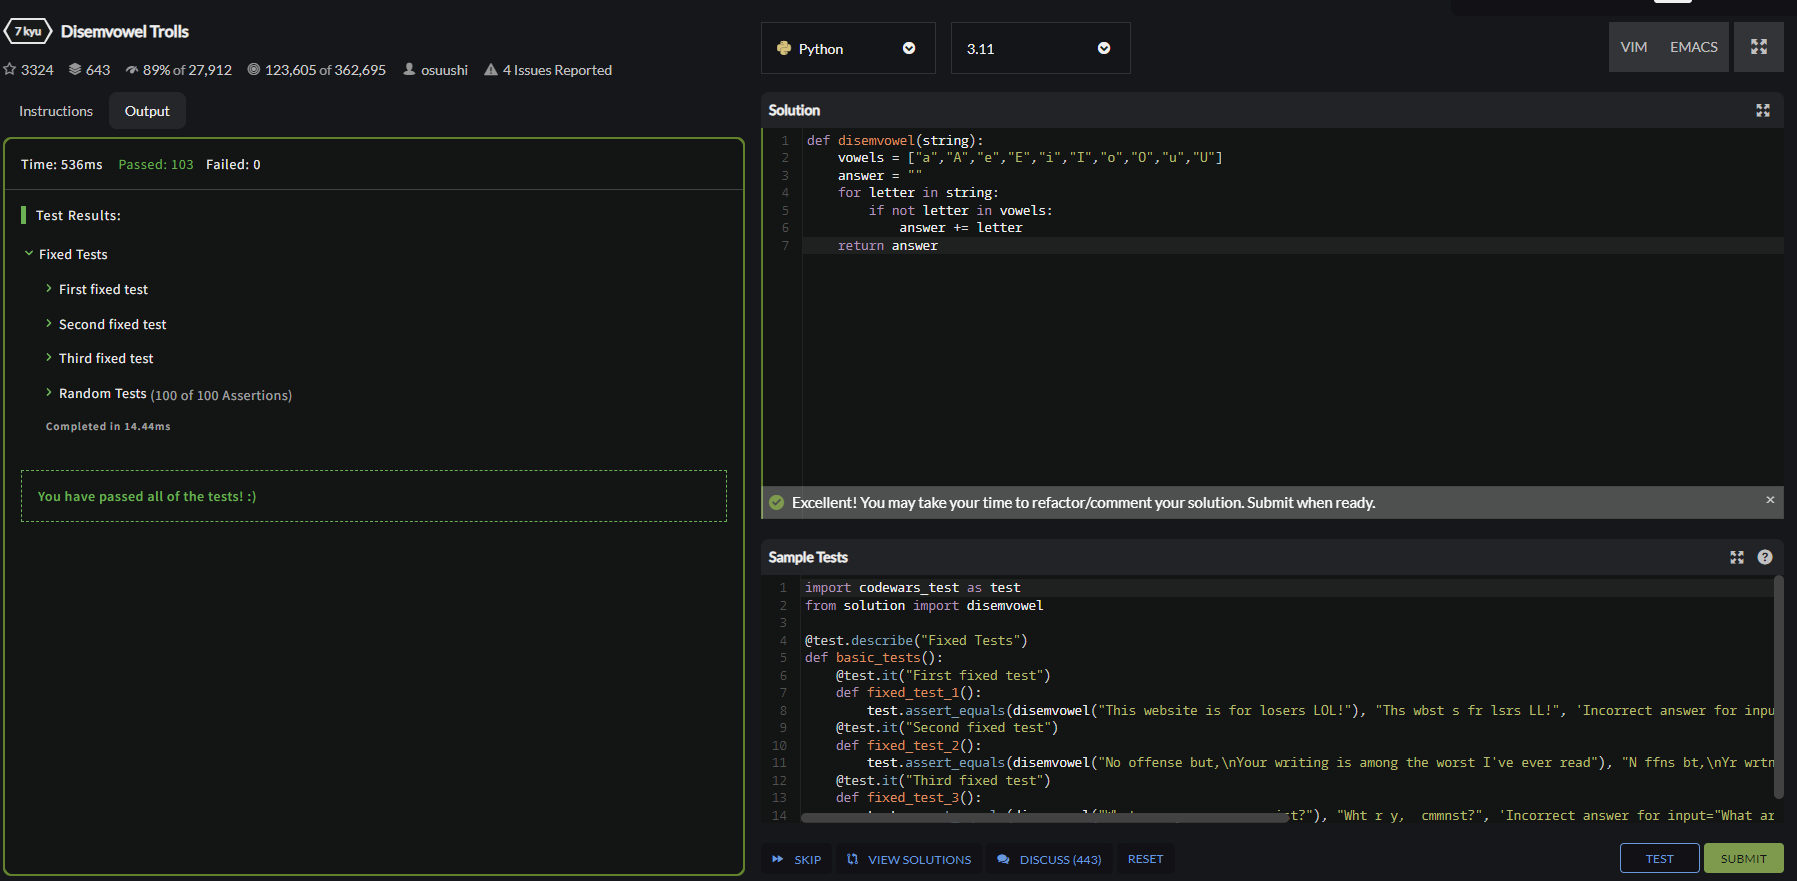 7 kyu Disemvowel Trolls
3324 643 89% of 27,912 123,605 of 362,695 osuushi 4 Issues Reported
Instructions Output
Time: 536ms Passed: 103 Failed: 0
Test Results:
Fixed Tests
First fixed test
Second fixed test
Third fixed test
Random Tests (100 of 100 Assertions)
Completed in 14.44ms
You have passed all of the tests! :)
Python 3.11 VIM EMACS
Solution
1 def disemvowel(string):
2     vowels = ["a","A","e","E","i","I","o","O","u","U"]
3     answer = ""
4     for letter in string:
5         if not letter in vowels:
6             answer += letter
7     return answer
Excellent! You may take your time to refactor/comment your solution. Submit when ready. ×
Sample Tests ?
1 import codewars_test as test
2 from solution import disemvowel
3
4 @test.describe("Fixed Tests")
5 def basic_tests():
6     @test.it("First fixed test")
7     def fixed_test_1():
8         test.assert_equals(disemvowel("This website is for losers LOL!"), "Ths wbst s fr lsrs LL!", 'Incorrect answer for inpu
9     @test.it("Second fixed test")
10     def fixed_test_2():
11         test.assert_equals(disemvowel("No offense but,\nYour writing is among the worst I've ever read"), "N ffns bt,\nYr wrtn
12     @test.it("Third fixed test")
13     def fixed_test_3():
14 "Wht r y,  cmmnst?", 'Incorrect answer for input="What ar
SKIP VIEW SOLUTIONS DISCUSS (443) RESET TEST SUBMIT